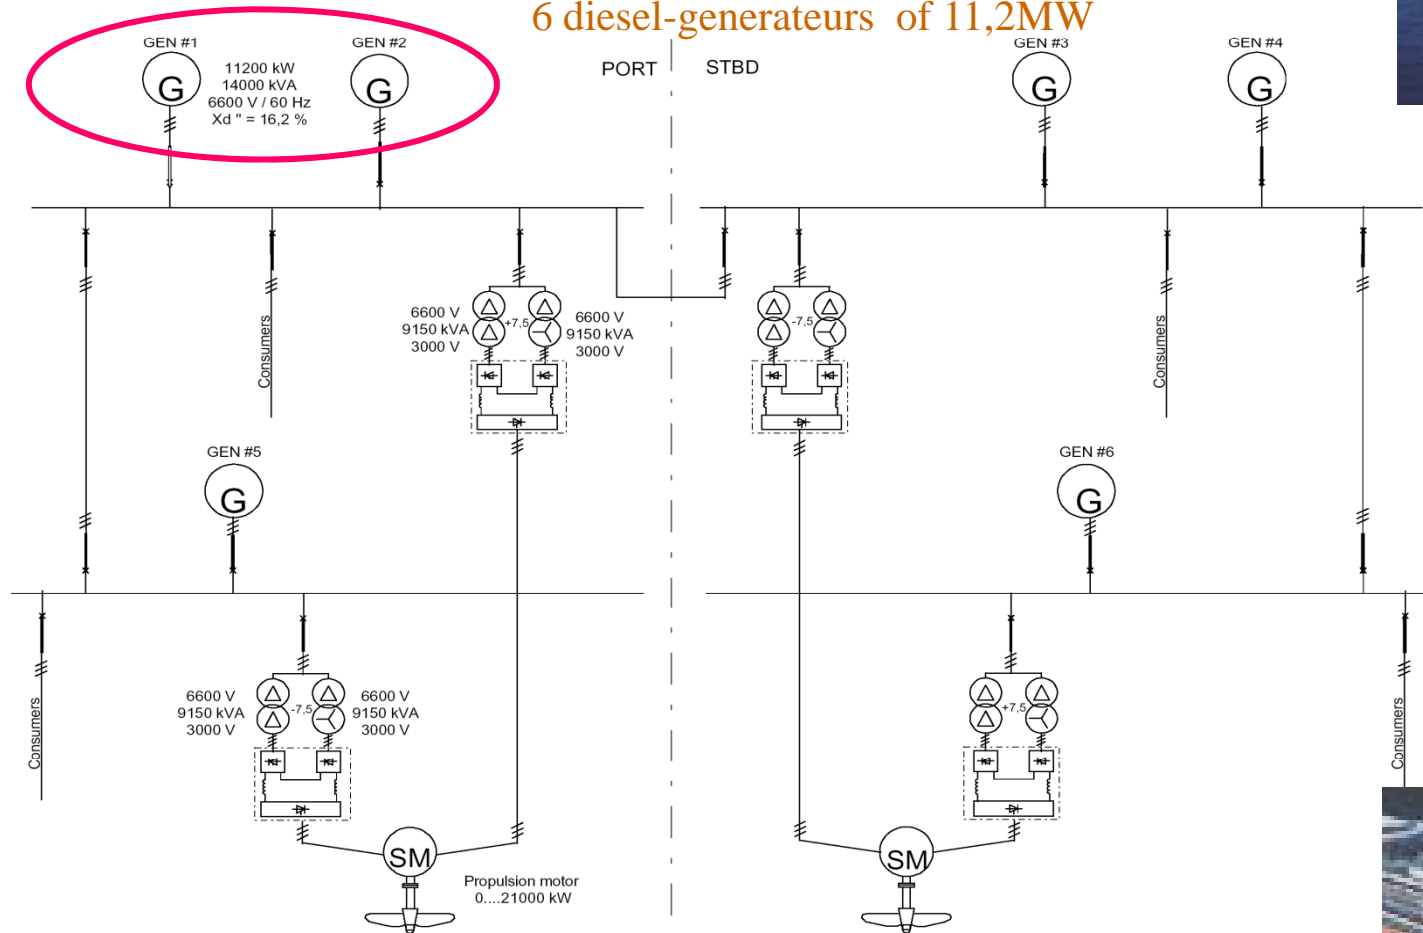 6 diesel-generateurs  of 11,2MW
GEN #1
GEN #2
GEN #3
GEN #4
G
G
G
G
11200 kW
14000 kVA
6600 V / 60 Hz
Xd " = 16,2 %
PORT
STBD
6600 V
9150 kVA
3000 V
+7,5
6600 V
9150 kVA
3000 V
-7,5
Consumers
Consumers
GEN #5
GEN #6
G
G
6600 V
9150 kVA
3000 V
-7,5
6600 V
9150 kVA
3000 V
+7,5
Consumers
Consumers
SM
SM
Propulsion motor
0....21000 kW